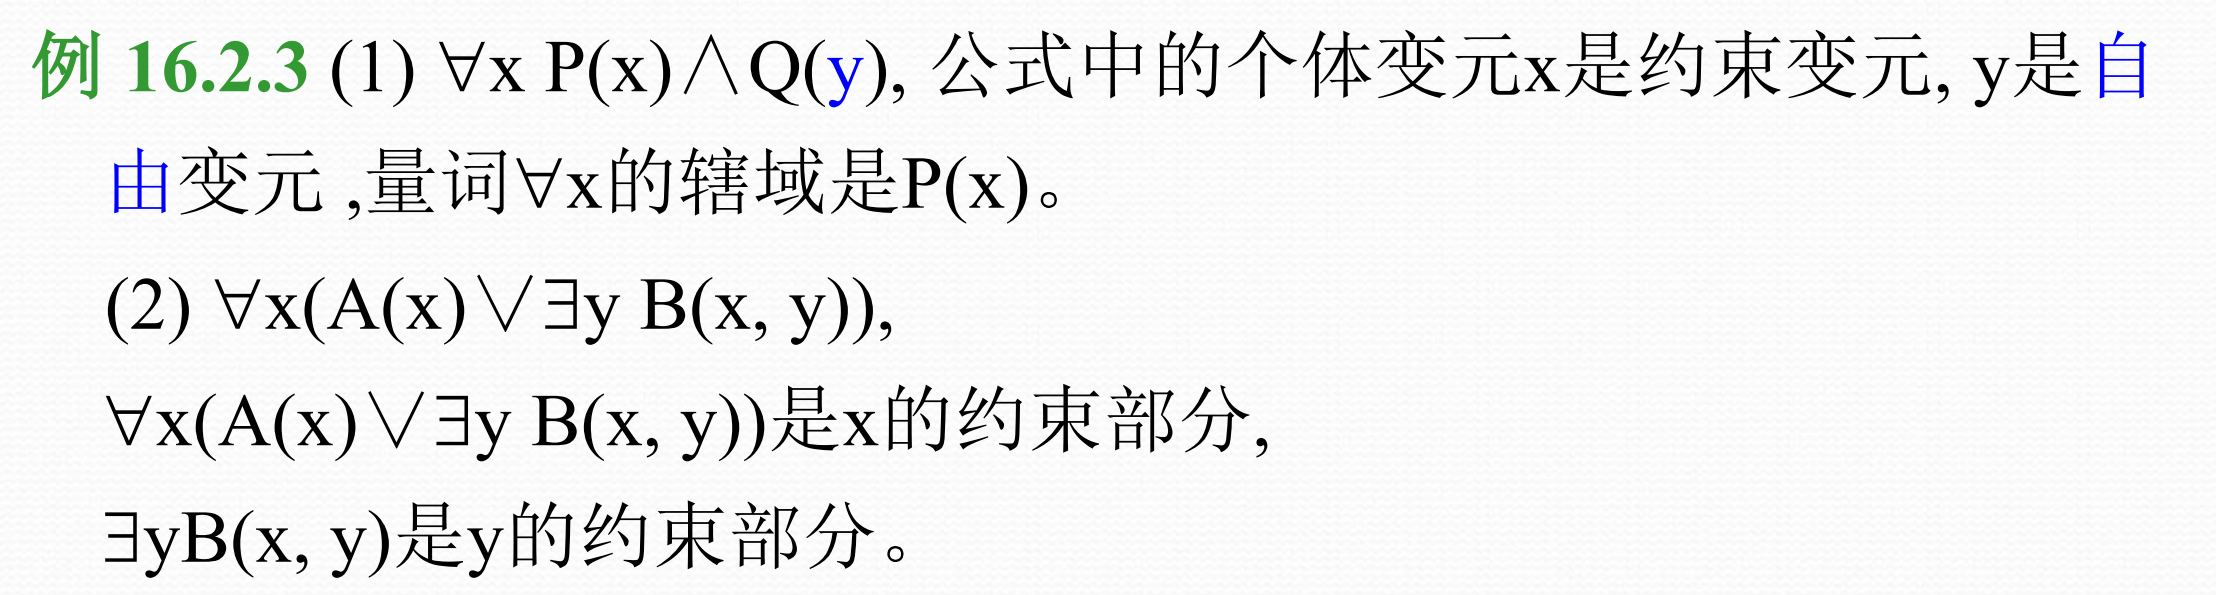 例 16.2.3 (1) ∀x P(x)∧Q(y), 公式中的个体变元x是约束变元, y是自
由变元 ,量词∀x的辖域是P(x)。
(2) ∀x(A(x)∨∃y B(x, y)),
∀x(A(x)∨∃y B(x, y))是x的约束部分,
∃yB(x, y)是y的约束部分。